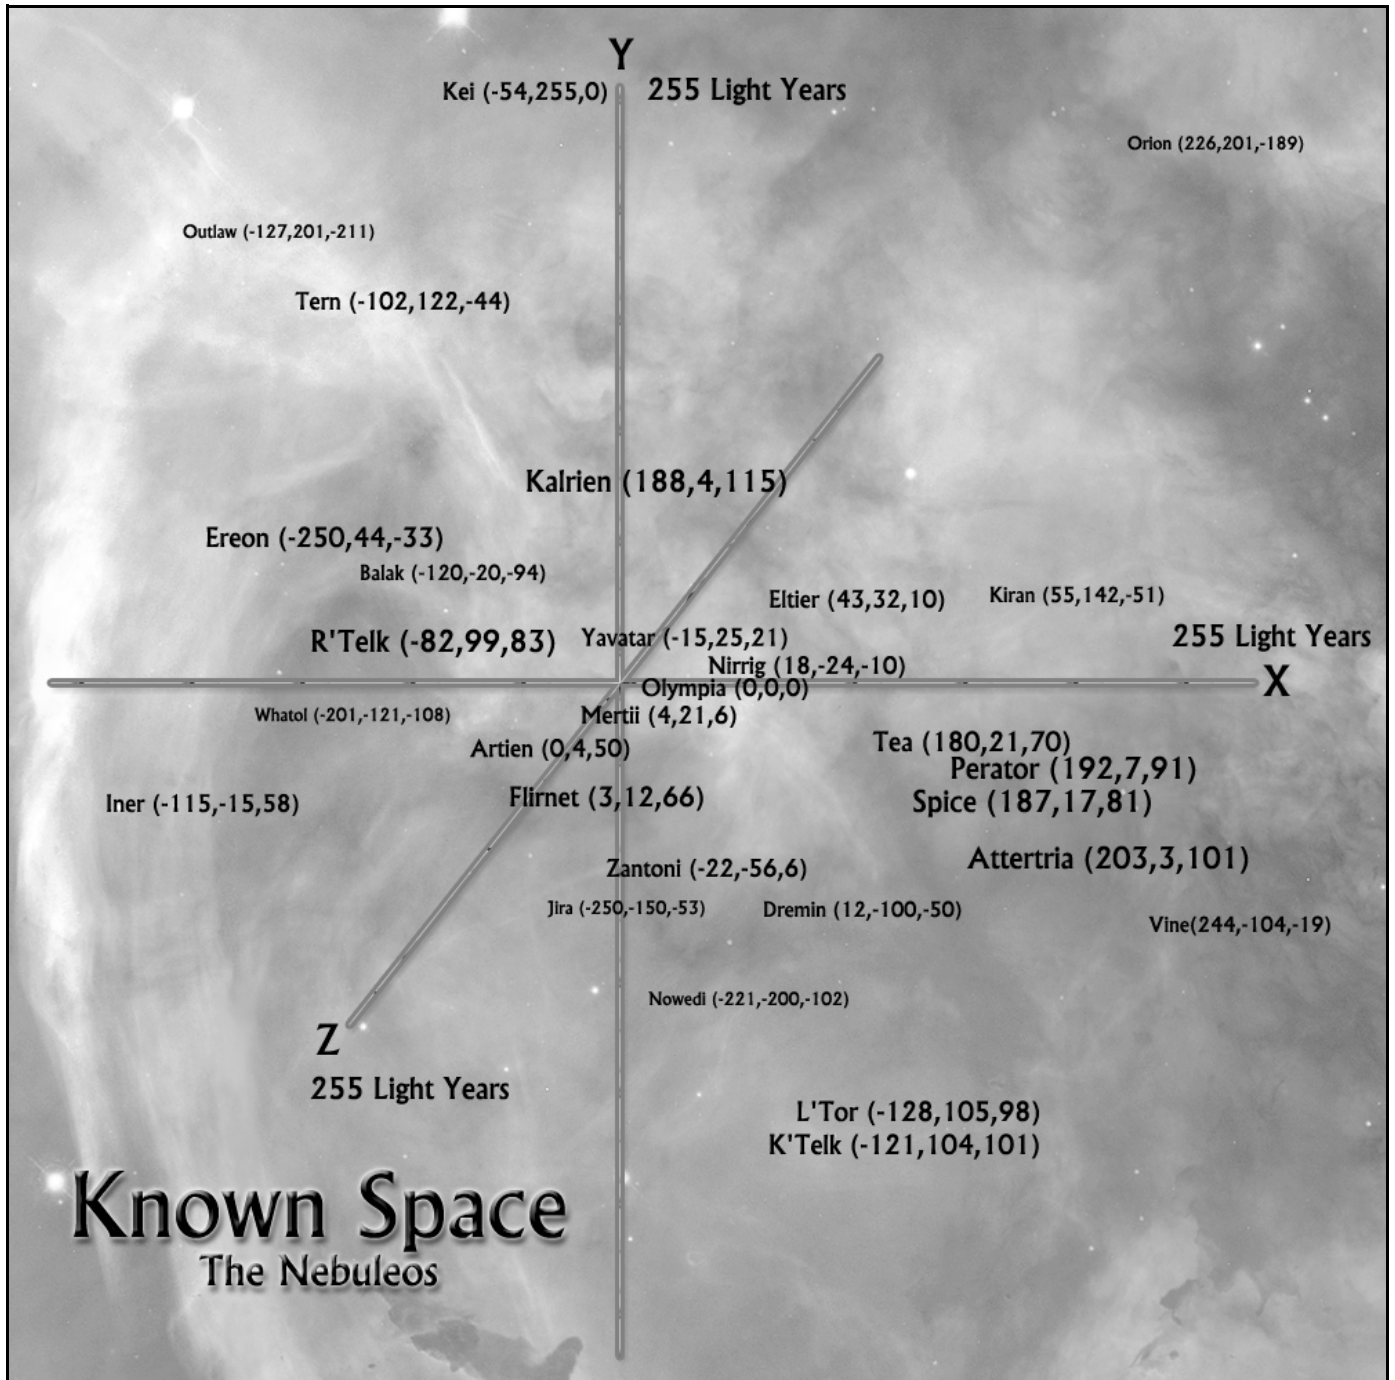 Y
Kei (-54,255,0)
255 Light Years
Orion (226,201,-189)
Outlaw (-127,201,-211)
Tern (-102,122,-44)
Kalrien (188,4,115)
Ereon (-250,44,-33)
Balak (-120,-20,-94)
Eltier (43,32,10)
Kiran (55,142,-51)
R'Telk (-82,99,83)
Yavatar (-15,25,21)
255 Light Years
Nirrig (18,-24,-10)
X
Olympia (0,0,0)
Whatol (-201,-121,-108)
Mertii (4,21,6)
Artien (0,4,50)
Tea (180,21,70)
Perator (192,7,91)
Iner (-115,-15,58)
Flirnet (3,12,66)
Spice (187,17,81)
Attertria (203,3,101)
Zantoni (-22,-56,6)
Jira (-250,-150,-53)
Dremin (12,-100,-50)
Vine(244,-104,-19)
Nowedi (-221,-200,-102)
Z
255 Light Years
L'Tor (-128,105,98)
K'Telk (-121,104,101)
Known Space
The Nebuleos